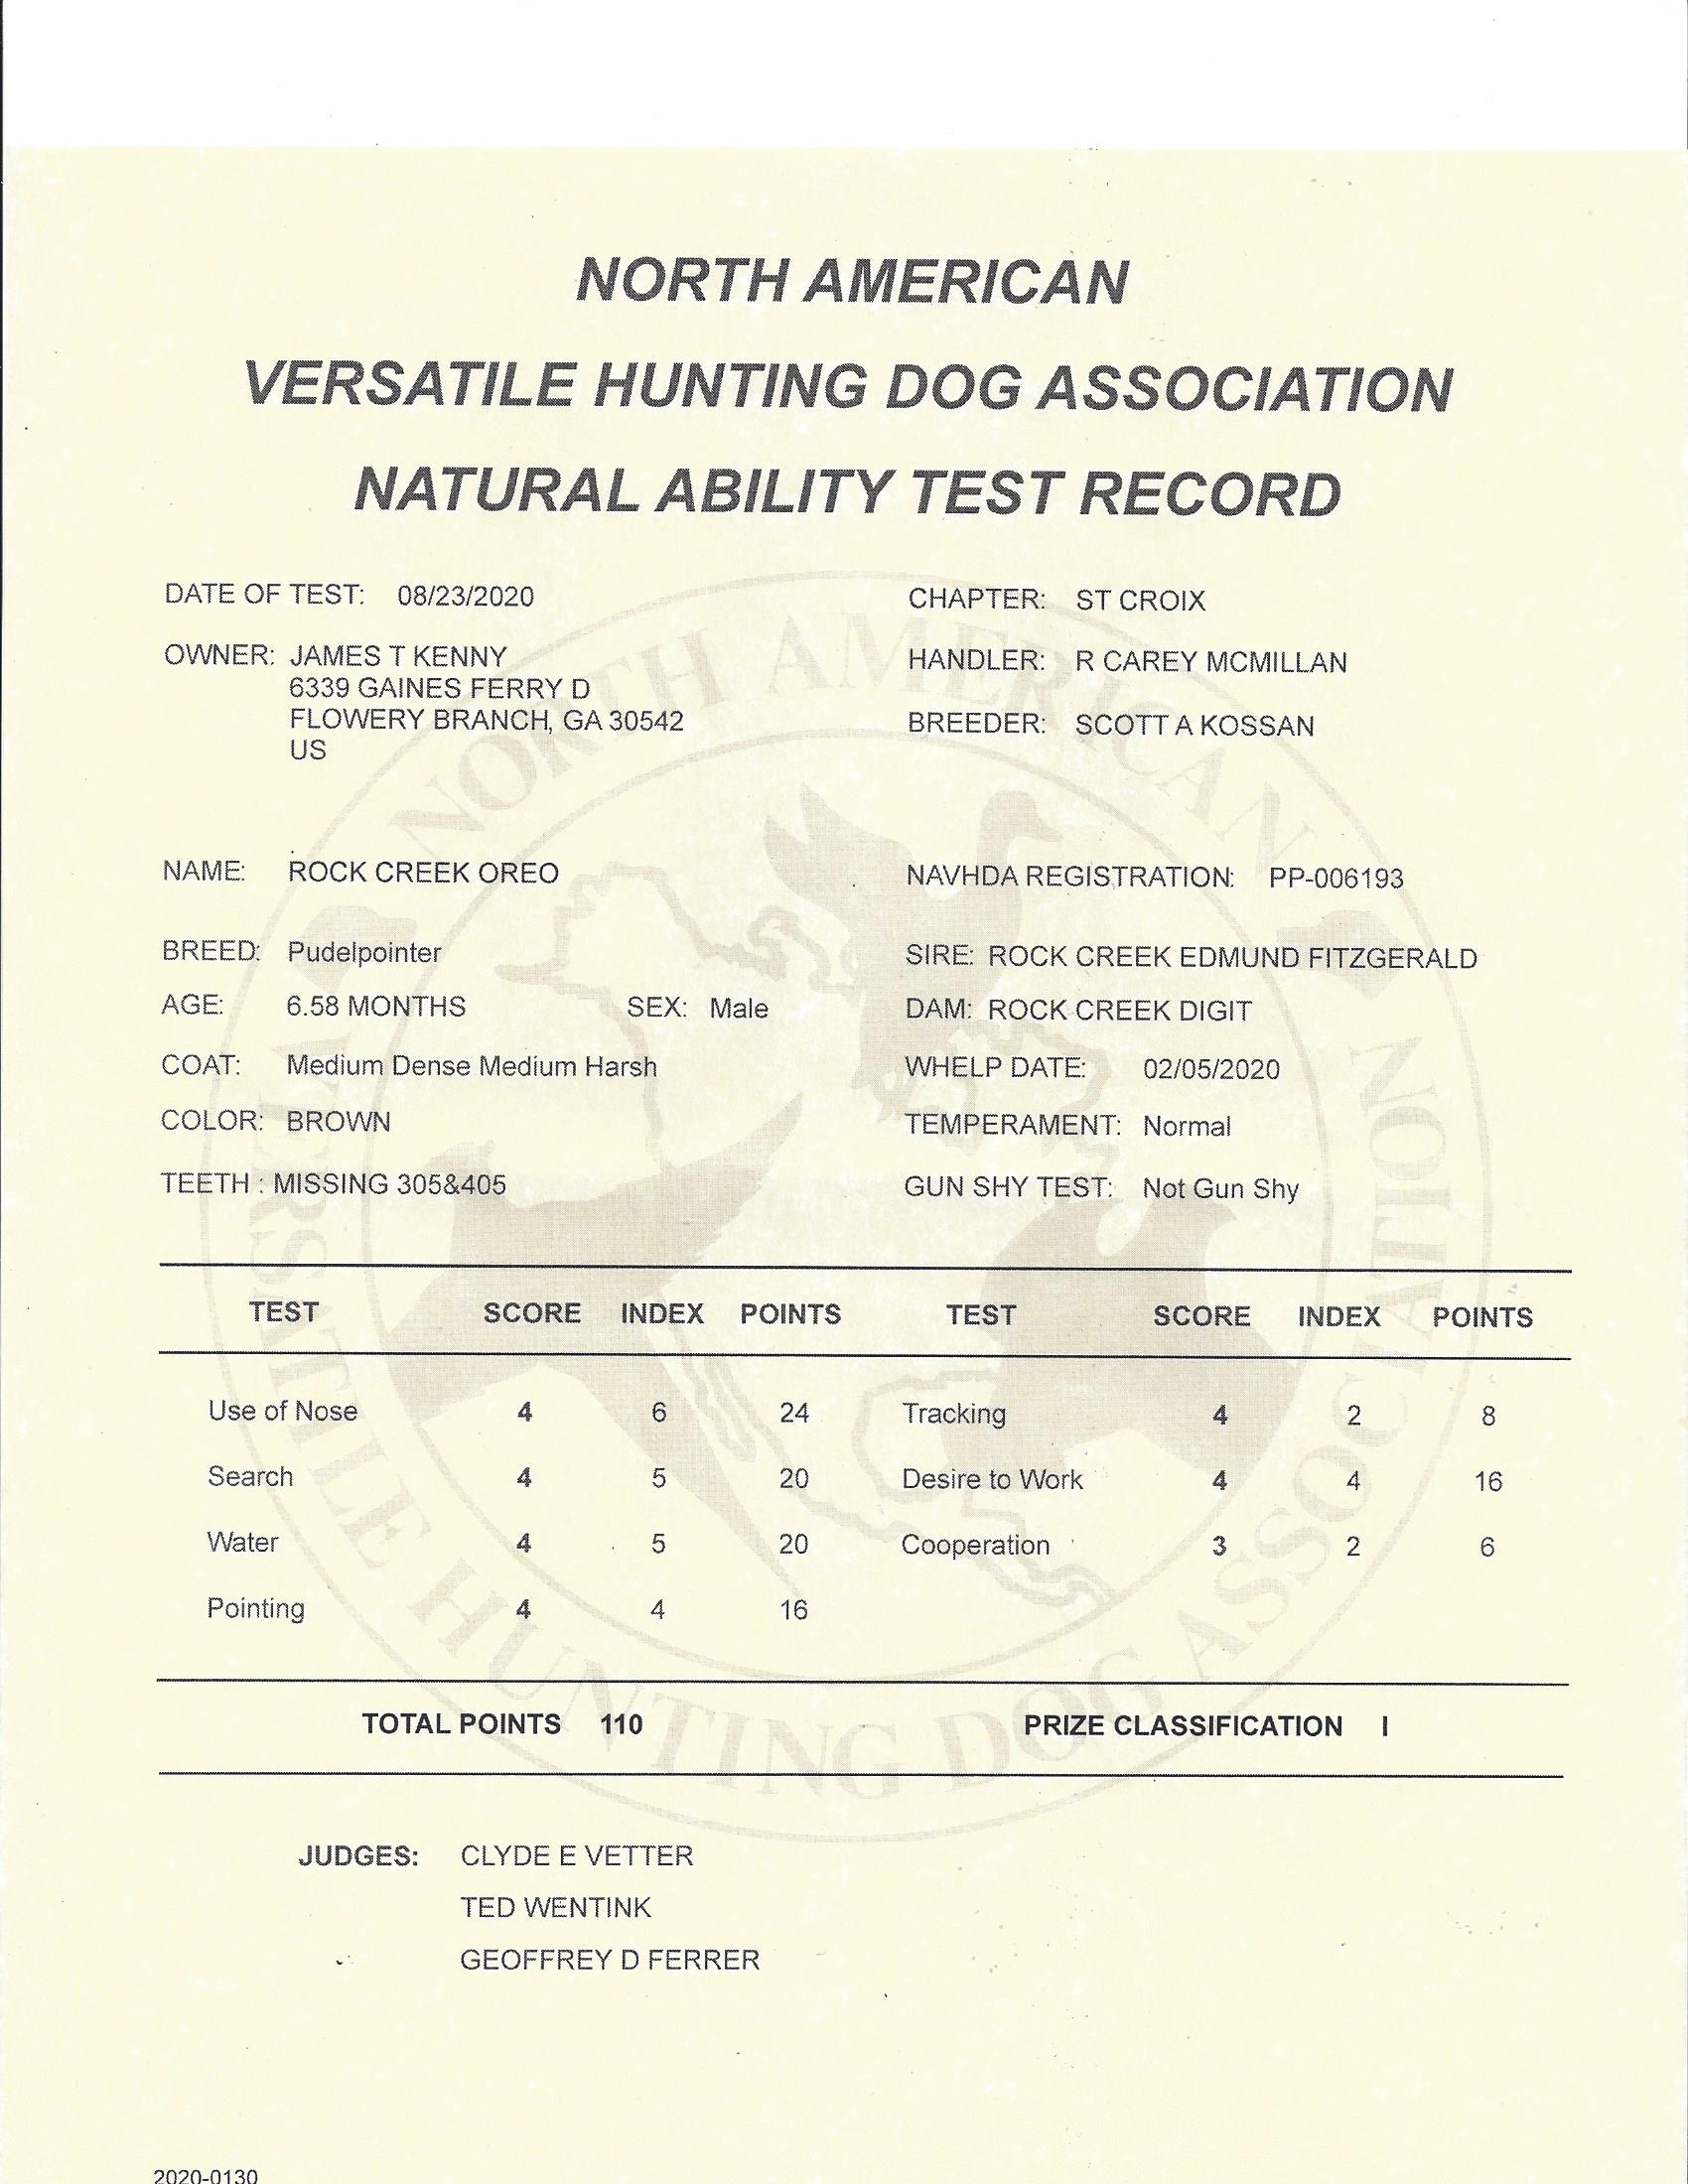 NORTH AMERICAN
VERSATILE HUNTING DOG ASSOCIATION
NATURAL ABILITY TEST RECORD
DATE OF TEST: 08/23/2020 CHAPTER: ST CROIX
OWNER: JAMES T KENNY HANDLER: R CAREY MCMILLAN
6339 GAINES FERRY D
FLOWERY BRANCH, GA 30542 BREEDER: SCOTT A KOSSAN
US
NAME: ROCK CREEK OREO NAVHDA REGISTRATION: PP-006193
BREED: Pudelpointer SIRE: ROCK CREEK EDMUND FITZGERALD
AGE: 6.58 MONTHS SEX: Male DAM: ROCK CREEK DIGIT
COAT: Medium Dense Medium Harsh WHELP DATE: 02/05/2020
COLOR: BROWN TEMPERAMENT: Normal
TEETH : MISSING 305&405 GUN SHY TEST: Not Gun Shy
TEST SCORE INDEX POINTS TEST SCORE INDEX POINTS
Use of Nose 4 6 24 Tracking 4 2 8
Search 4 5 20 Desire to Work 4 4 16
Water 4 5 20 Cooperation 3 2 6
Pointing 4 4 16
TOTAL POINTS 110 PRIZE CLASSIFICATION I
JUDGES: CLYDE E VETTER
TED WENTINK
GEOFFREY D FERRER
2020-0130
NORTH AMERICAN
VERSATILE HUNTING DOG ASSOCIATION